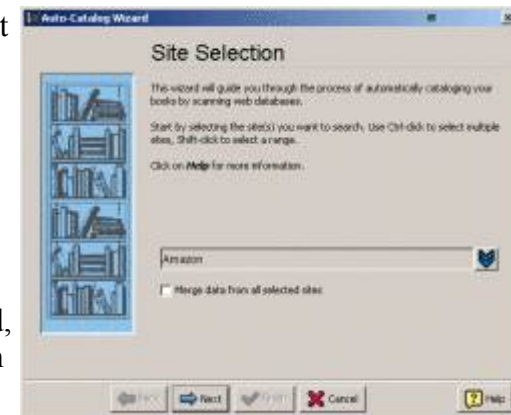 t
Auto-Catalog Wizard
Site Selection
This wizard will guide you through the process of automatically cataloging your
books by scanning web databases.
Start by selecting the site(s) you want to search. Use Ctrl-click to select multiple
sites, Shift-click to select a range.
Click on Help for more information.
Amazon
Merge data from all selected sites
l,
Back Next Finish Cancel Help